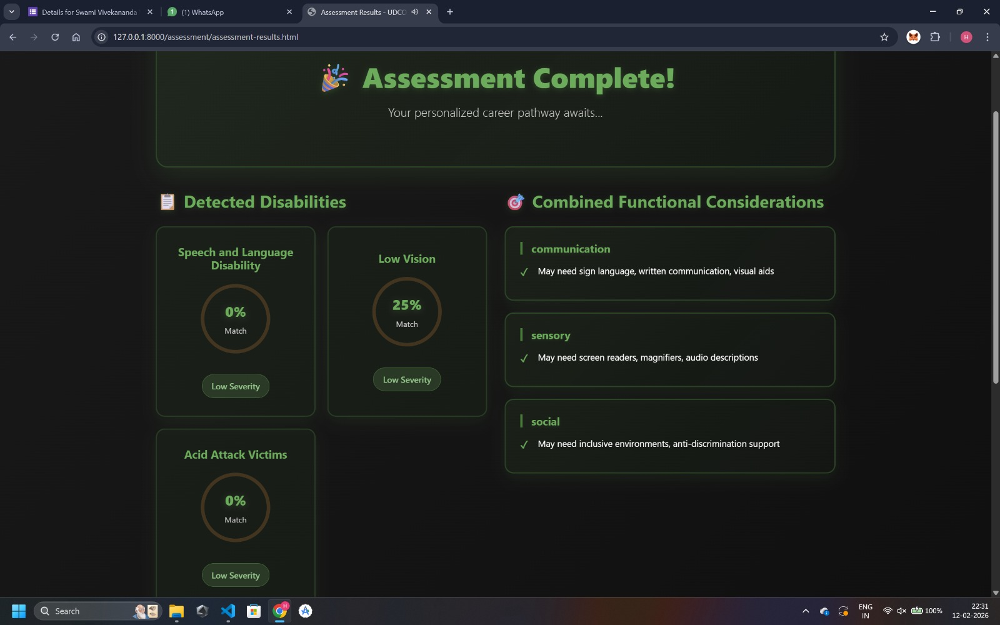 Details for Swami Vivekananda
(1) WhatsApp
Assessment Results - UDCO
127.0.0.1:8000/assessment/assessment-results.html
H
Assessment Complete!
Your personalized career pathway awaits...
Detected Disabilities
Speech and Language
Disability
0%
Match
Low Severity
Low Vision
25%
Match
Low Severity
Acid Attack Victims
0%
Match
Low Severity
Combined Functional Considerations
communication
✓ May need sign language, written communication, visual aids
sensory
✓ May need screen readers, magnifiers, audio descriptions
social
✓ May need inclusive environments, anti-discrimination support
Search
H
ENG
IN
100%
22:31
12-02-2026